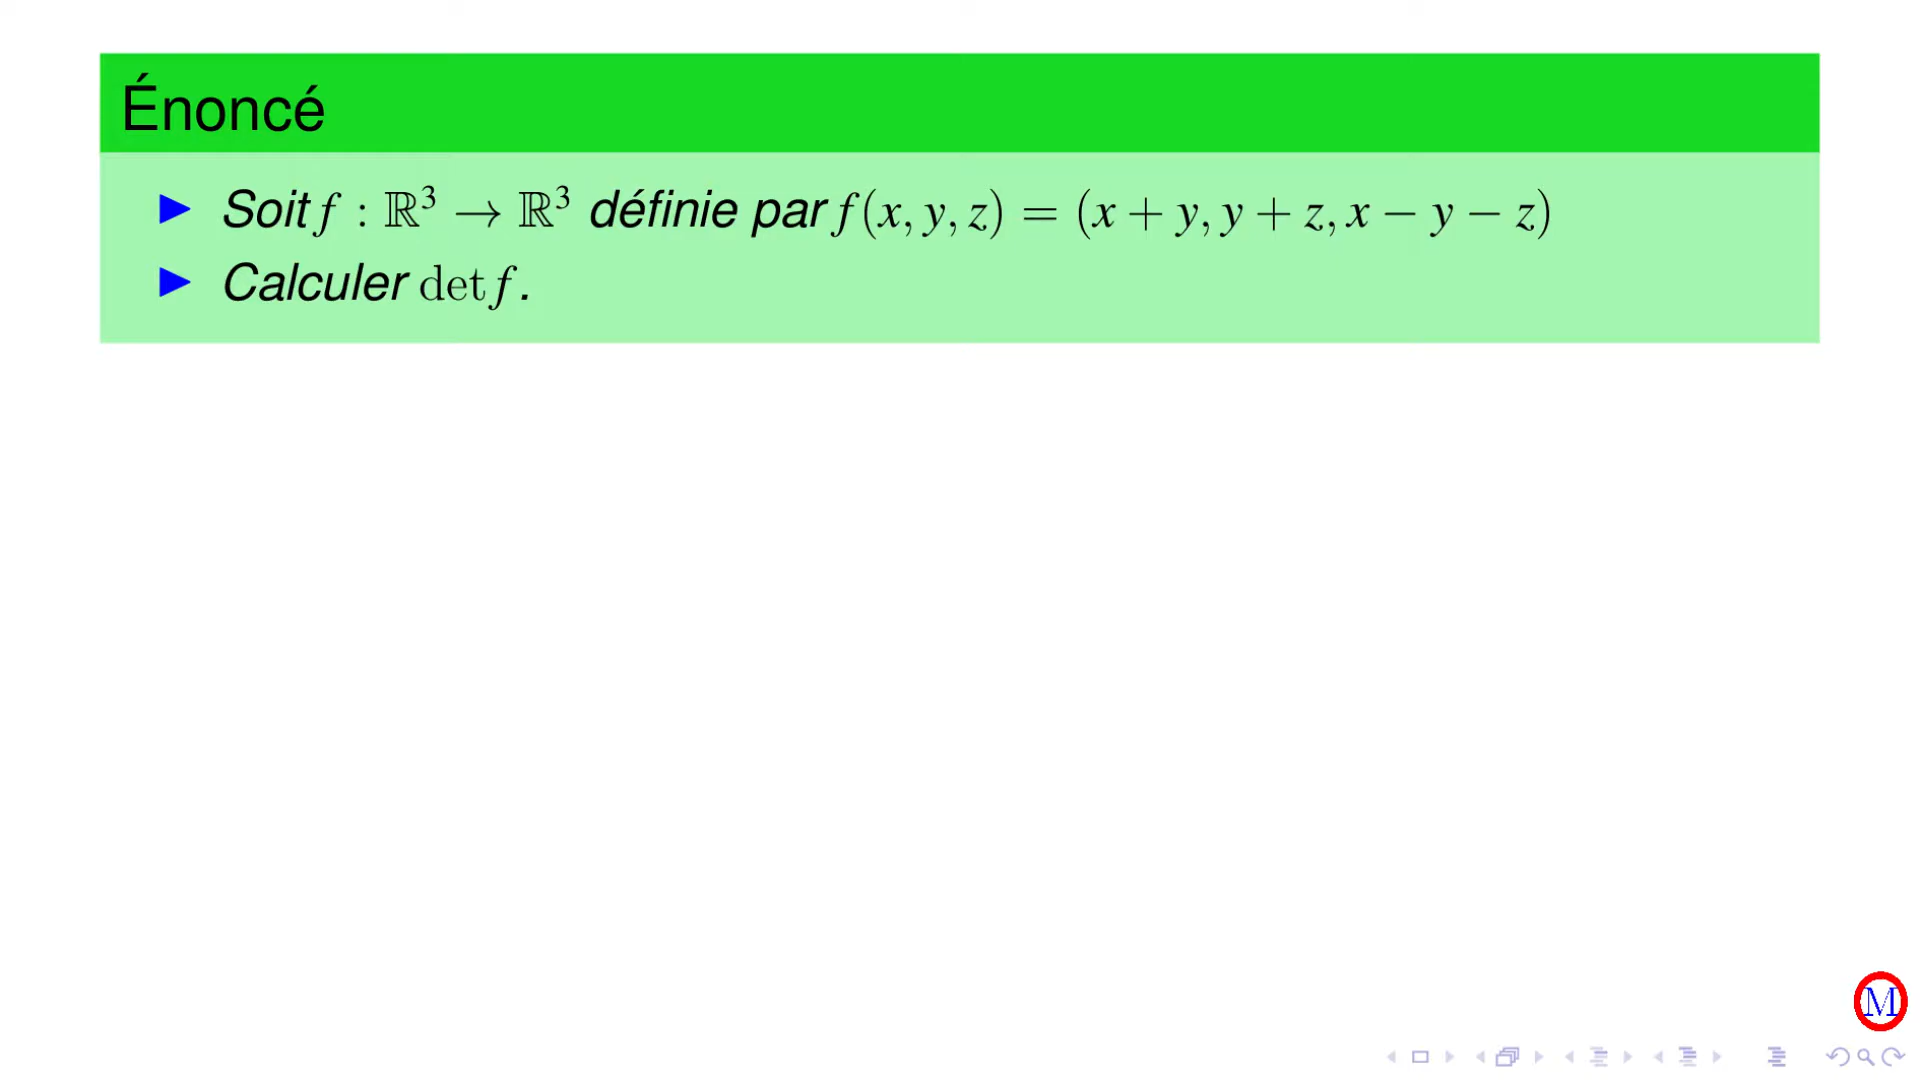 Énoncé
Soit f : ℝ³ → ℝ³ définie par f(x, y, z) = (x + y, y + z, x − y − z)
Calculer det f.
M